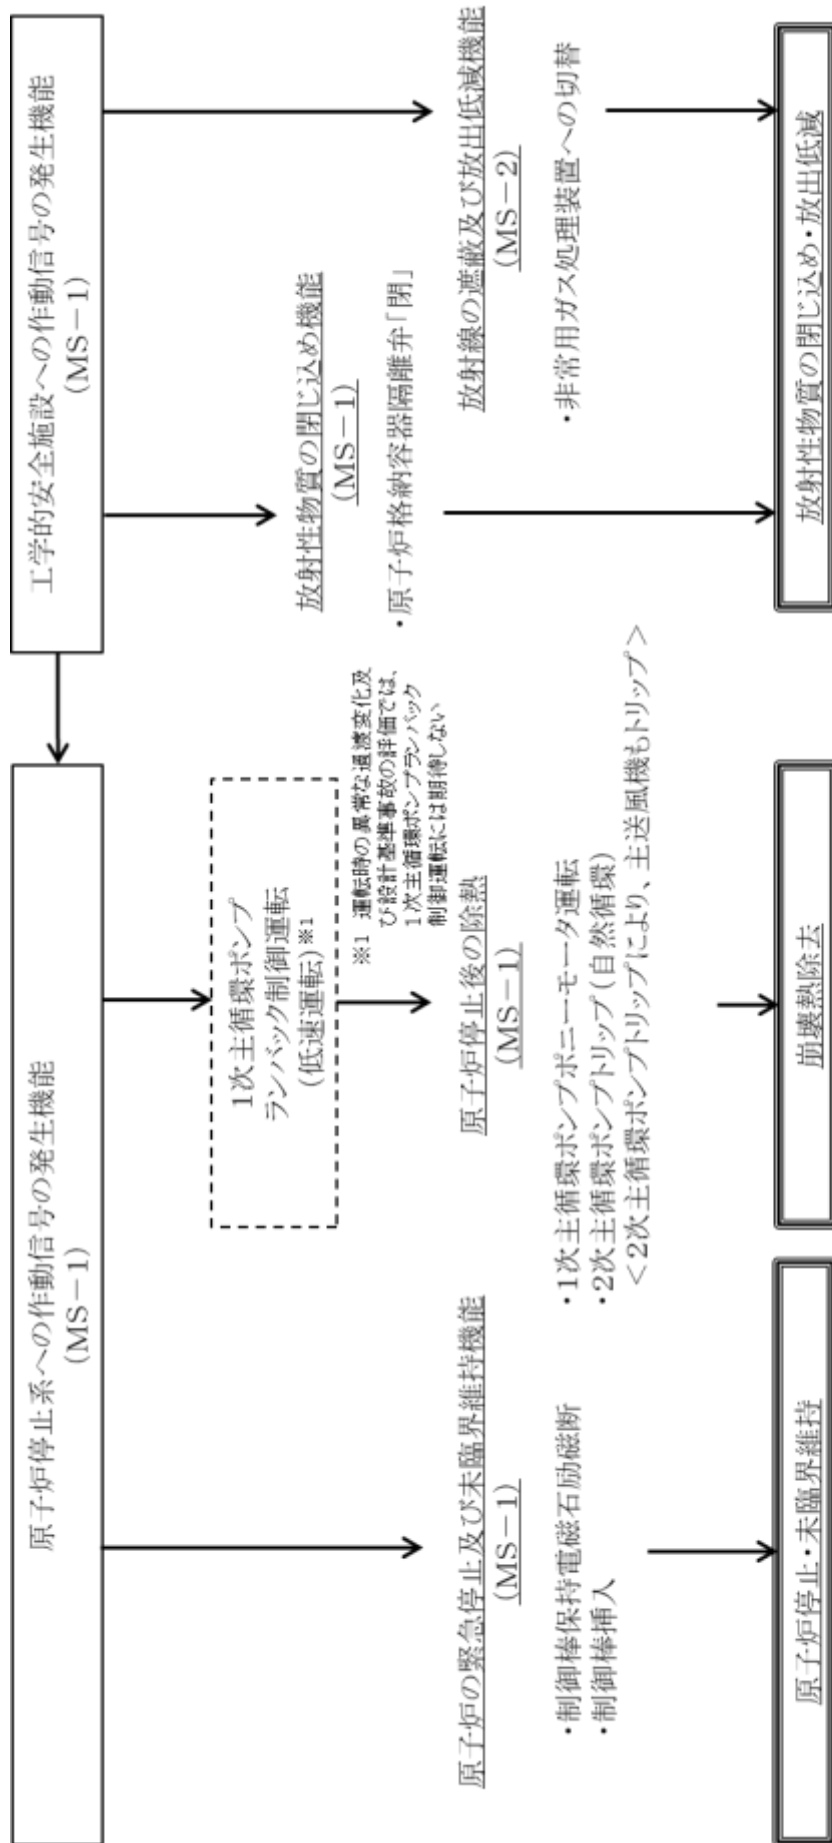 原子炉停止系への作動信号の発生機能
(MS－1)
工学的安全施設への作動信号の発生機能
(MS－1)
1次主循環ポンプ
ランバック制御運転
(低速運転)※1
※1 運転時の異常な過渡変化及
び設計基準事故の評価では、
1次主循環ポンプランバック
制御運転には期待しない
原子炉の緊急停止及び未臨界維持機能
(MS－1)
・制御棒保持電磁石励磁断
・制御棒挿入
原子炉停止後の除熱
(MS－1)
・1次主循環ポンプポニーモータ運転
・2次主循環ポンプトリップ(自然循環)
＜2次主循環ポンプトリップにより、主送風機もトリップ＞
放射性物質の閉じ込め機能
(MS－1)
・原子炉格納容器隔離弁「閉」
放射線の遮蔽及び放出低減機能
(MS－2)
・非常用ガス処理装置への切替
原子炉停止・未臨界維持
崩壊熱除去
放射性物質の閉じ込め・放出低減